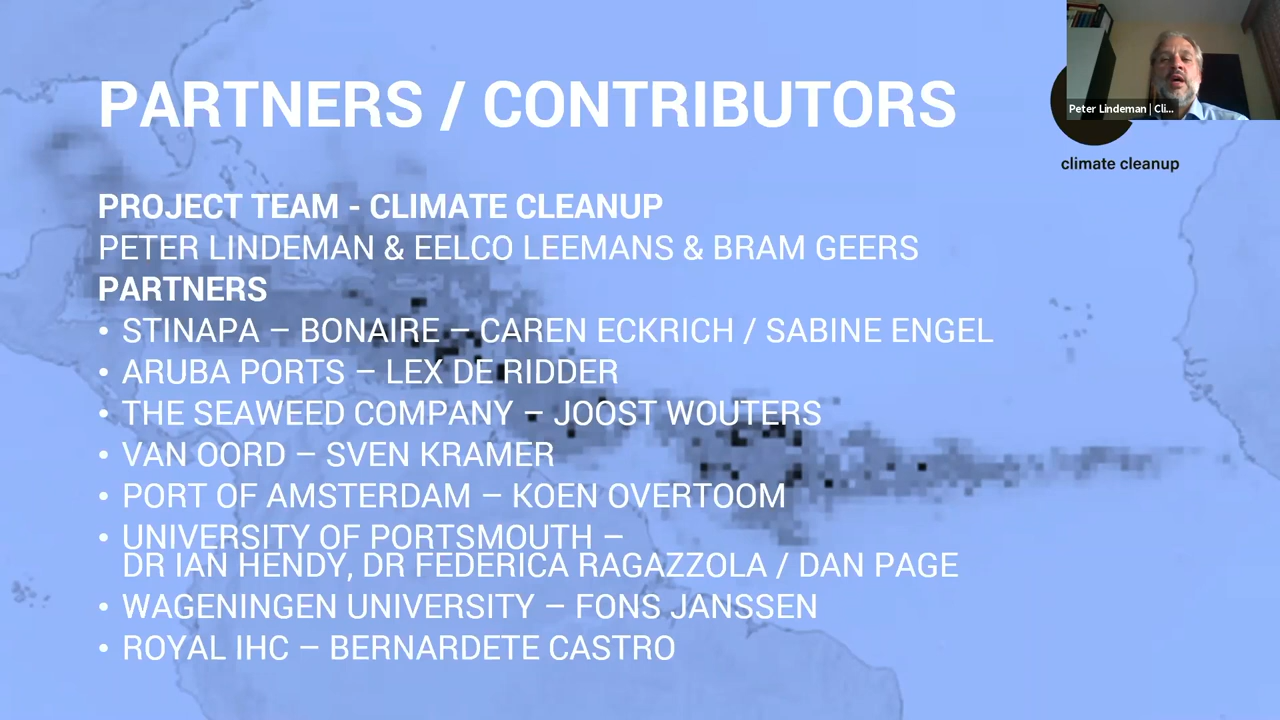 PARTNERS / CONTRIBUTORS
Peter Lindeman | Cli...
climate cleanup
PROJECT TEAM - CLIMATE CLEANUP
PETER LINDEMAN & EELCO LEEMANS & BRAM GEERS
PARTNERS
• STINAPA – BONAIRE – CAREN ECKRICH / SABINE ENGEL
• ARUBA PORTS – LEX DE RIDDER
• THE SEAWEED COMPANY – JOOST WOUTERS
• VAN OORD – SVEN KRAMER
• PORT OF AMSTERDAM – KOEN OVERTOOM
• UNIVERSITY OF PORTSMOUTH –
DR IAN HENDY, DR FEDERICA RAGAZZOLA / DAN PAGE
• WAGENINGEN UNIVERSITY – FONS JANSSEN
• ROYAL IHC – BERNARDETE CASTRO